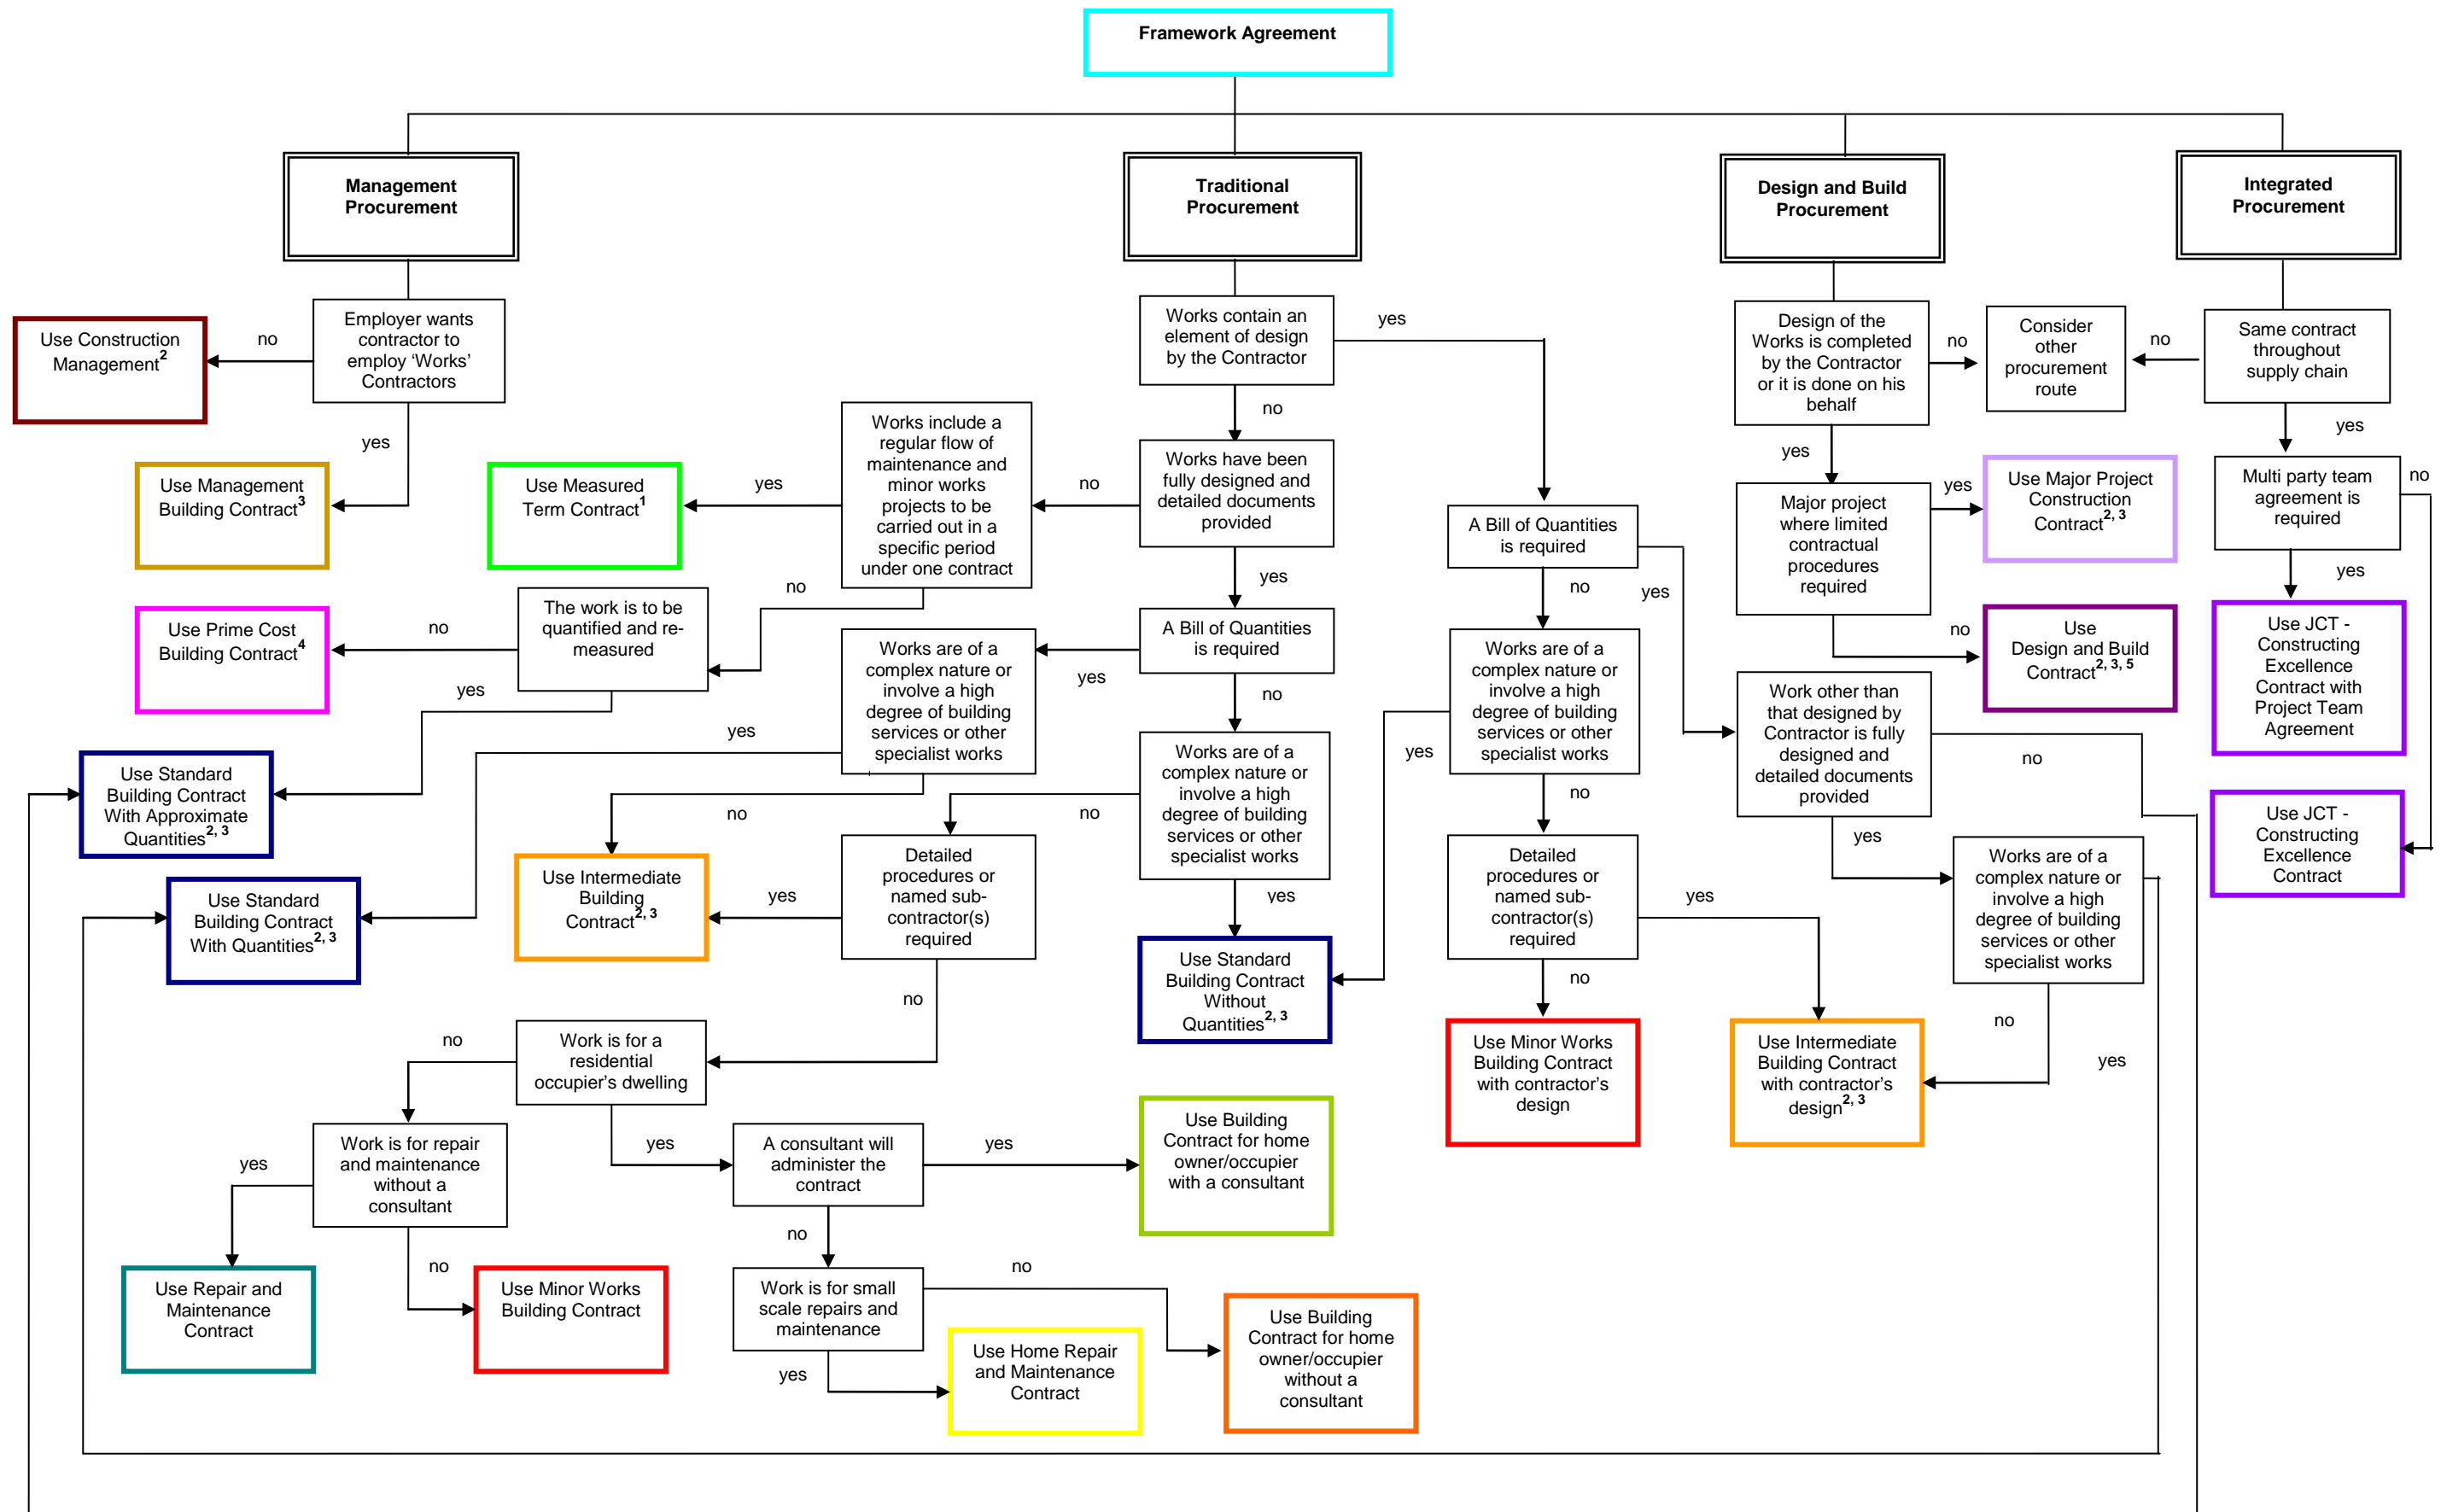 Framework Agreement
Management
Procurement
Traditional
Procurement
Design and Build
Procurement
Integrated
Procurement
Use Construction
Management2
no
Employer wants
contractor to
employ ‘Works’
Contractors
yes
Use Management
Building Contract3
Works contain an
element of design
by the Contractor
yes
no
Works include a
regular flow of
maintenance and
minor works
projects to be
carried out in a
specific period
under one contract
Use Measured
Term Contract1
yes
no
Works have been
fully designed and
detailed documents
provided
no
yes
The work is to be
quantified and re-
measured
Use Prime Cost
Building Contract4
no
yes
A Bill of Quantities
is required
yes
no
Works are of a
complex nature or
involve a high
degree of building
services or other
specialist works
yes
no
Use Standard
Building Contract
With Approximate
Quantities2, 3
Use Standard
Building Contract
With Quantities2, 3
Use Intermediate
Building
Contract2, 3
yes
Detailed
procedures or
named sub-
contractor(s)
required
no
no
Works are of a
complex nature or
involve a high
degree of building
services or other
specialist works
yes
Use Standard
Building Contract
Without
Quantities2, 3
Work is for a
residential
occupier’s dwelling
no
yes
Work is for repair
and maintenance
without a
consultant
yes
no
Use Repair and
Maintenance
Contract
Use Minor Works
Building Contract
A consultant will
administer the
contract
yes
no
Use Building
Contract for home
owner/occupier
with a consultant
Work is for small
scale repairs and
maintenance
no
yes
Use Home Repair
and Maintenance
Contract
Use Building
Contract for home
owner/occupier
without a
consultant
A Bill of Quantities
is required
no
yes
Works are of a
complex nature or
involve a high
degree of building
services or other
specialist works
yes
no
Detailed
procedures or
named sub-
contractor(s)
required
yes
no
Use Minor Works
Building Contract
with contractor’s
design
Use Intermediate
Building Contract
with contractor’s
design2, 3
Work other than
that designed by
Contractor is fully
designed and
detailed documents
provided
no
yes
Works are of a
complex nature or
involve a high
degree of building
services or other
specialist works
no
yes
Design of the
Works is completed
by the Contractor
or it is done on his
behalf
no
yes
Consider
other
procurement
route
no
Same contract
throughout
supply chain
yes
Major project
where limited
contractual
procedures
required
yes
no
Use Major Project
Construction
Contract2, 3
Use
Design and Build
Contract2, 3, 5
Multi party team
agreement is
required
no
yes
Use JCT -
Constructing
Excellence
Contract with
Project Team
Agreement
Use JCT -
Constructing
Excellence
Contract